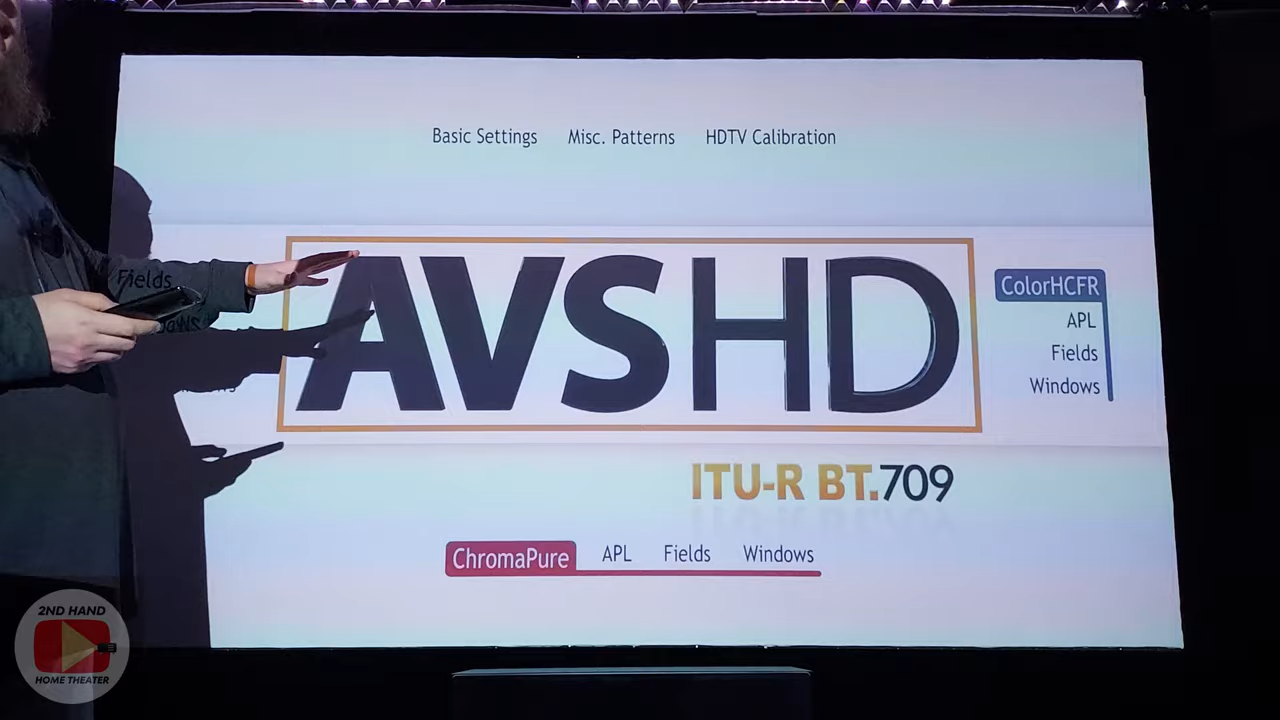 Basic Settings Misc. Patterns HDTV Calibration
AVSHD
Fields
ColorHCFR
APL
Fields
Windows
ITU-R BT.709
ChromaPure APL Fields Windows
2ND HAND
HOME THEATER